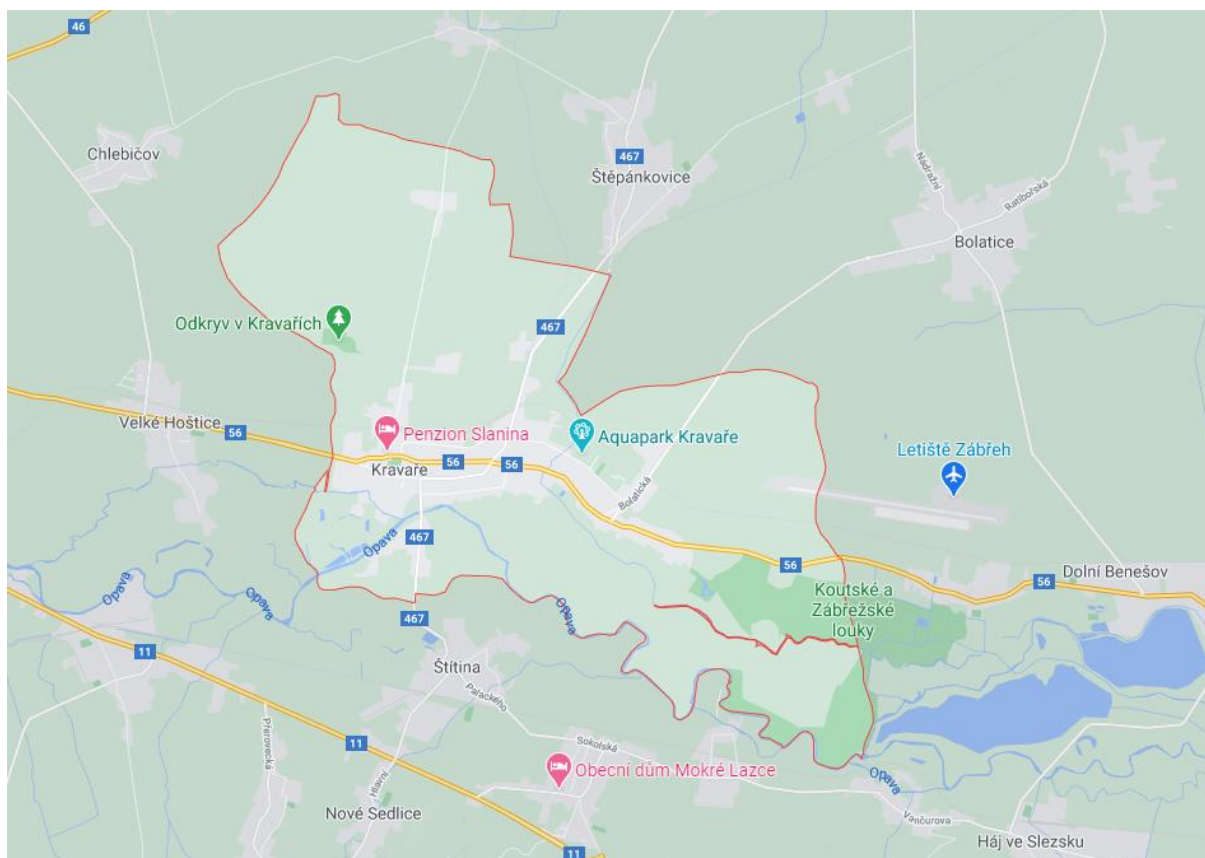 46
Chlebičov
467
Štěpánkovice
Nádražní
Ratibořská
Bolatice
Odkryv v Kravařích
467
Velké Hoštice
56
Penzion Slanina
Kravaře
56
56
Aquapark Kravaře
Letiště Zábřeh
Bolatická
467
Opava
56
Koutské a
Zábřežské
louky
56
Dolní Benešov
Opava
Opava
467
Opava
11
Štítina
Palackého
Přerovecká
11
Hlavní
Sokolská
Obecní dům Mokré Lazce
Opava
Nové Sedlice
Vančurova
Háj ve Slezsku
11